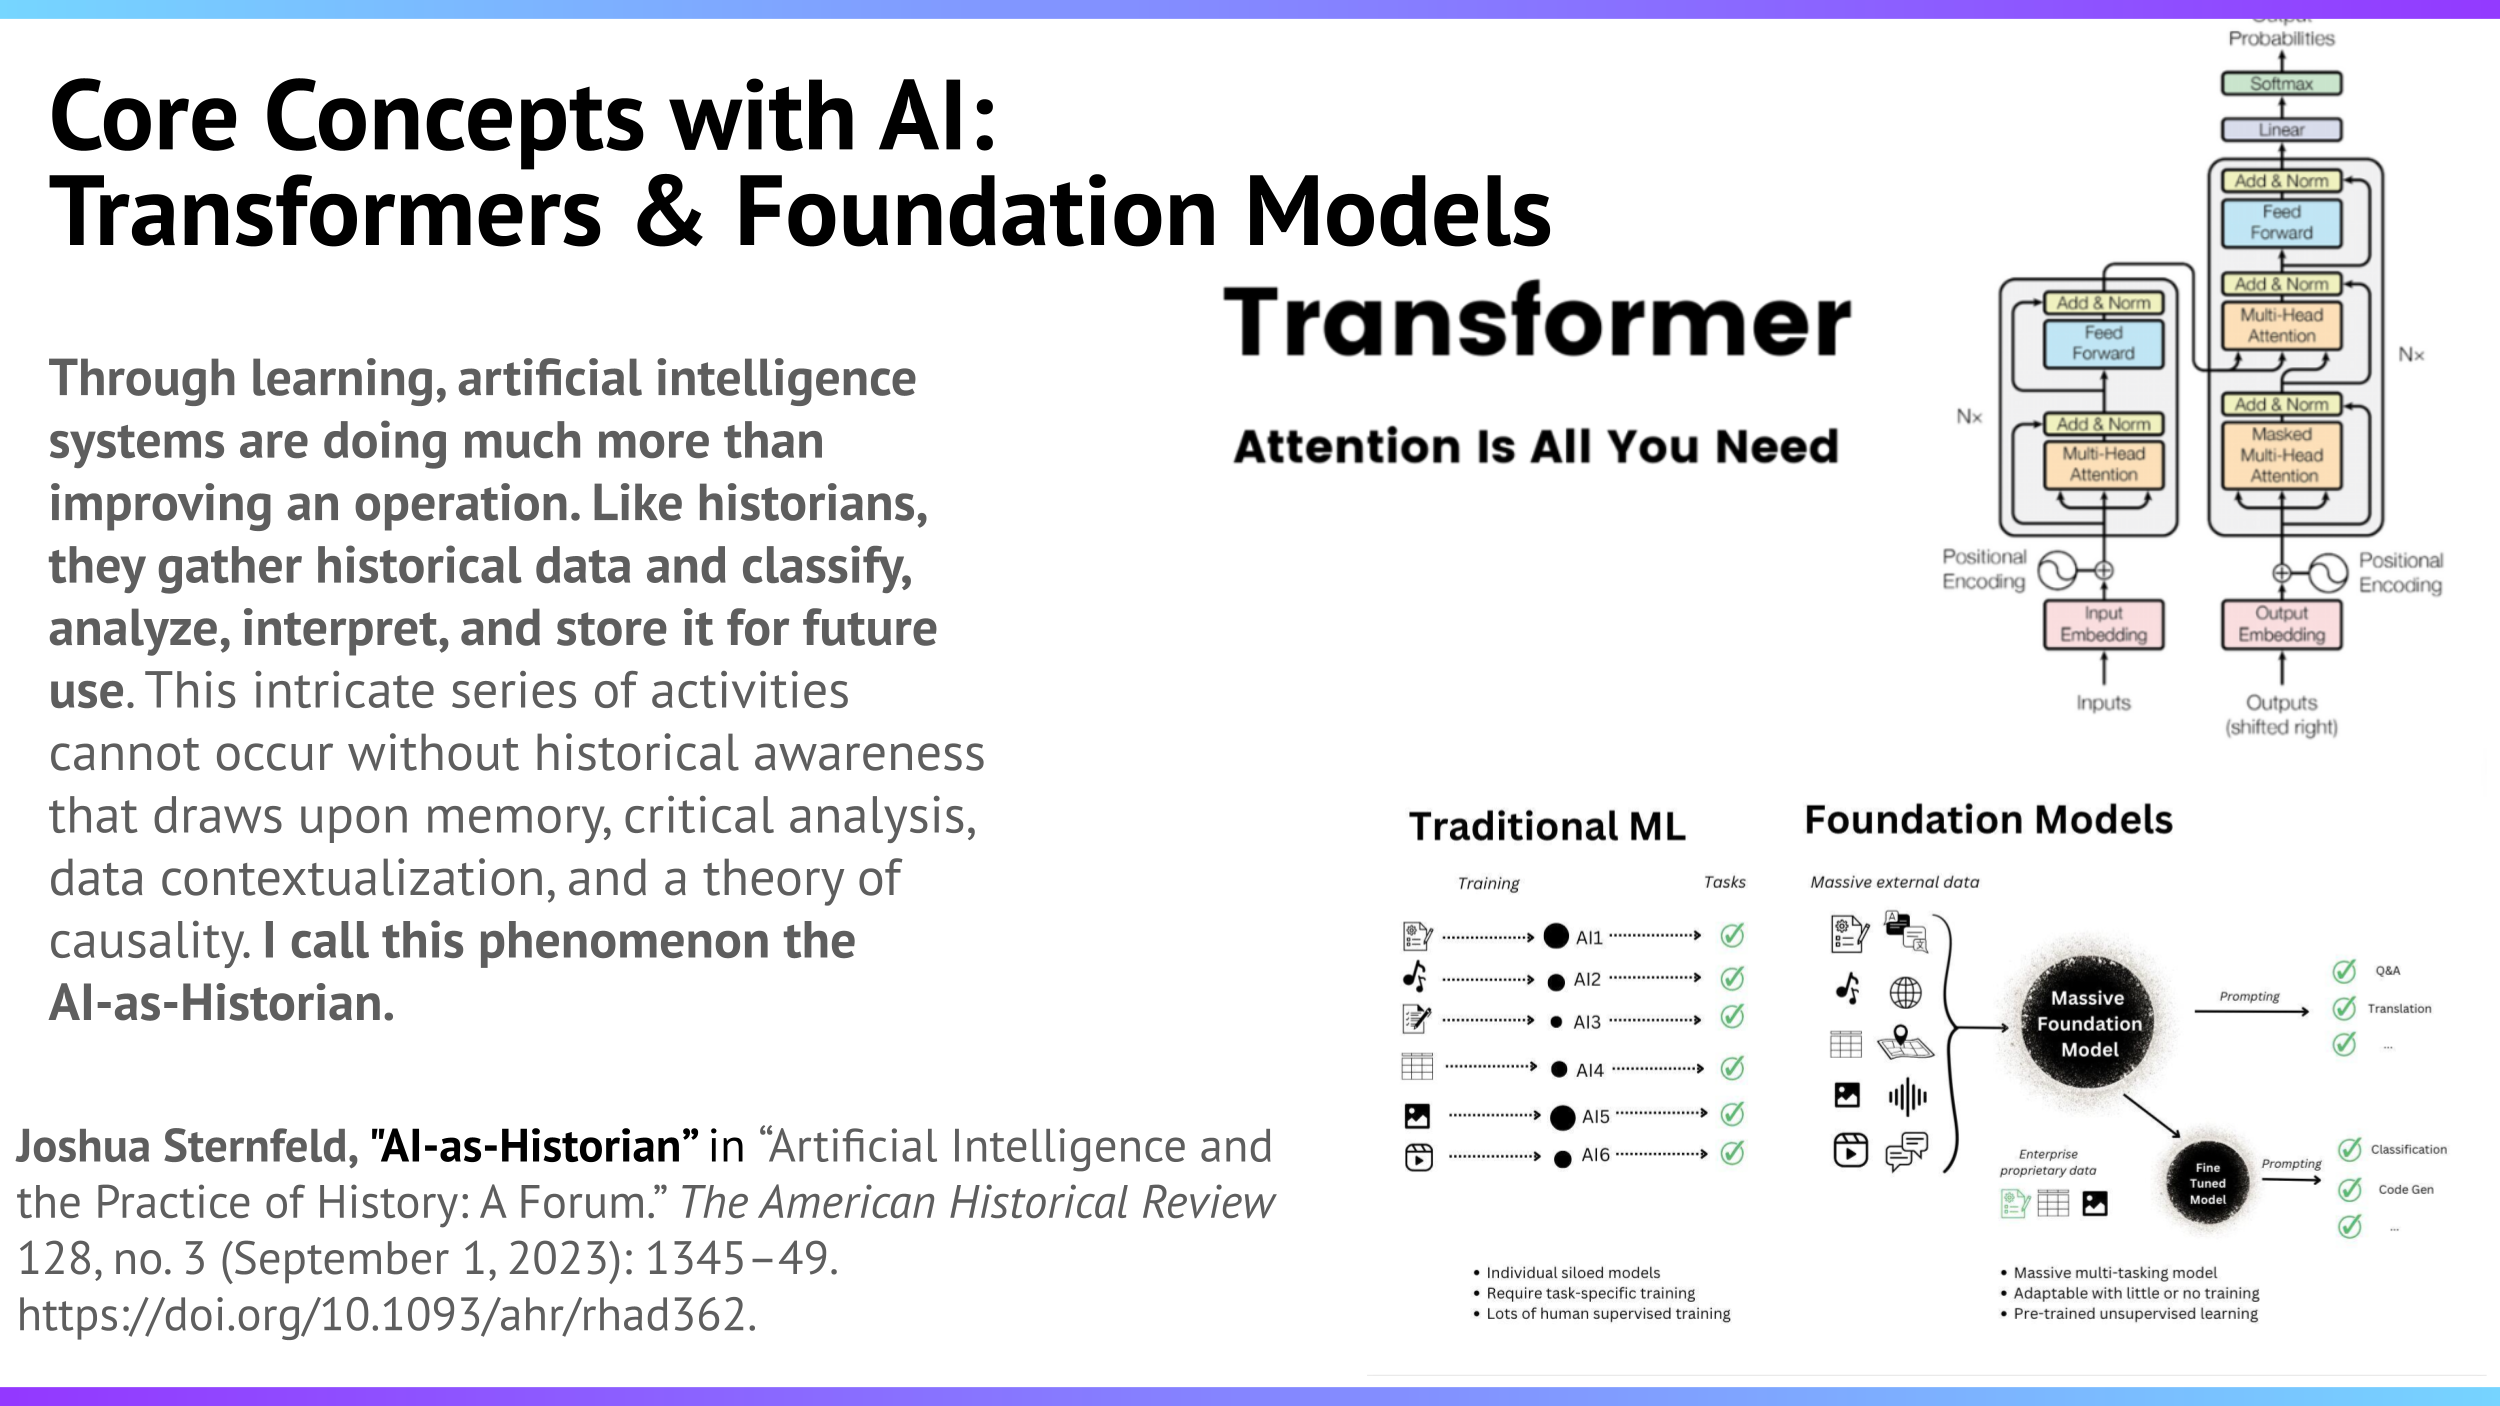 Core Concepts with AI:
Transformers & Foundation Models
Through learning, artificial intelligence
systems are doing much more than
improving an operation. Like historians,
they gather historical data and classify,
analyze, interpret, and store it for future
use. This intricate series of activities
cannot occur without historical awareness
that draws upon memory, critical analysis,
data contextualization, and a theory of
causality. I call this phenomenon the
AI-as-Historian.
Joshua Sternfeld, "AI-as-Historian” in “Artificial Intelligence and
the Practice of History: A Forum.” The American Historical Review
128, no. 3 (September 1, 2023): 1345–49.
https://doi.org/10.1093/ahr/rhad362.
Transformer
Attention Is All You Need
Output
Probabilities
Softmax
Linear
Add & Norm
Feed
Forward
Add & Norm
Multi-Head
Attention
Nx
Add & Norm
Masked
Multi-Head
Attention
Add & Norm
Feed
Forward
Nx
Add & Norm
Multi-Head
Attention
Positional
Encoding
Positional
Encoding
Input
Embedding
Output
Embedding
Inputs
Outputs
(shifted right)
Traditional ML
Training
Tasks
AI1
AI2
AI3
AI4
AI5
AI6
• Individual siloed models
• Require task-specific training
• Lots of human supervised training
Foundation Models
Massive external data
Massive
Foundation
Model
Prompting
Q&A
Translation
...
Enterprise
proprietary data
Fine
Tuned
Model
Prompting
Classification
Code Gen
...
• Massive multi-tasking model
• Adaptable with little or no training
• Pre-trained unsupervised learning